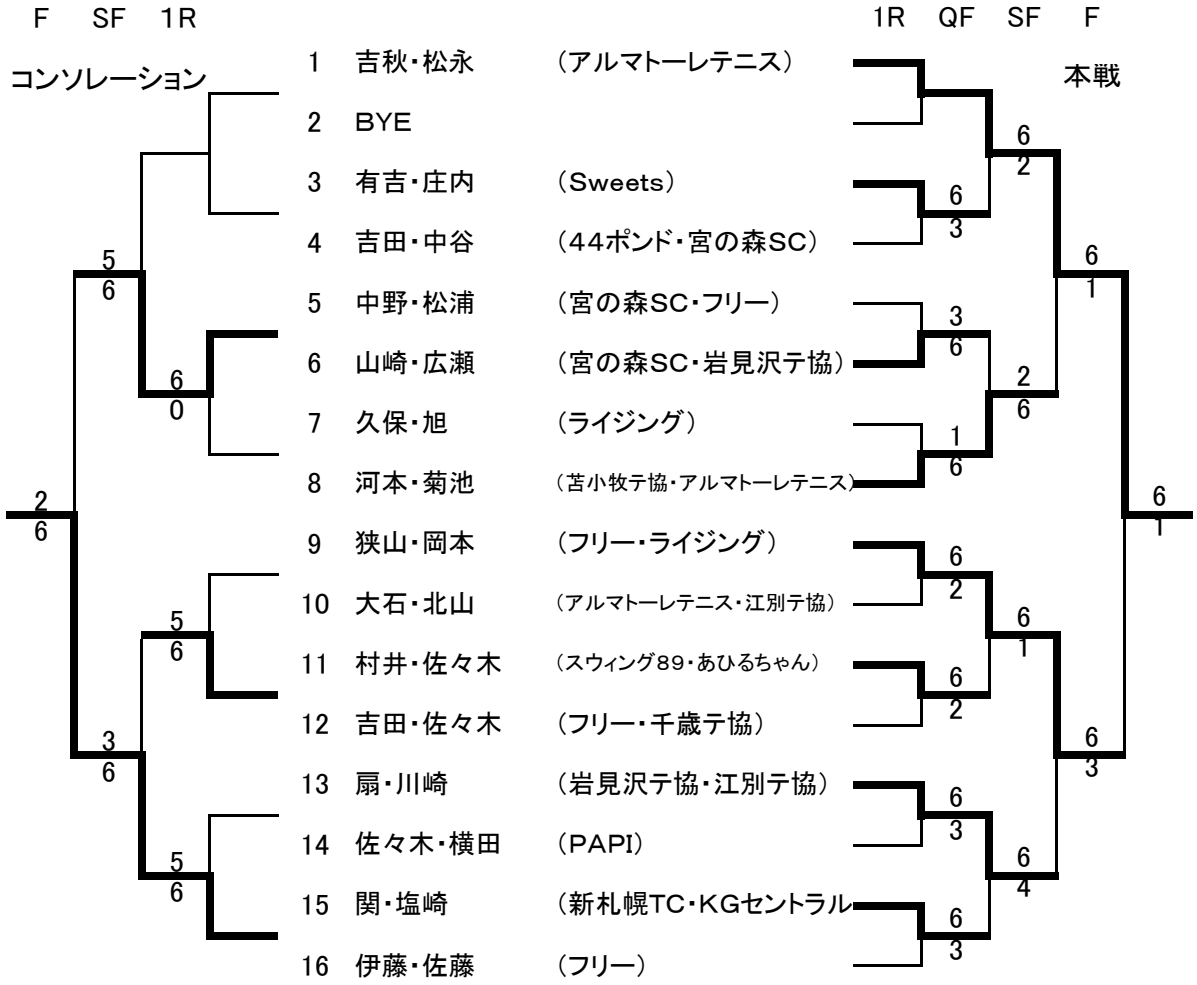 F SF 1R 1R QF SF F
コンソレーション 本戦
1 吉秋・松永 (アルマトーレテニス)
2 BYE
6
2
3 有吉・庄内 (Sweets)
6
3
4 吉田・中谷 (44ポンド・宮の森SC)
5
6
6
1
5 中野・松浦 (宮の森SC・フリー)
3
6
6 山崎・広瀬 (宮の森SC・岩見沢テ協)
6
0
2
6
7 久保・旭 (ライジング)
1
6
8 河本・菊池 (苫小牧テ協・アルマトーレテニス)
2
6
6
1
9 狭山・岡本 (フリー・ライジング)
6
2
10 大石・北山 (アルマトーレテニス・江別テ協)
5
6
6
1
11 村井・佐々木 (スウィング89・あひるちゃん)
6
2
12 吉田・佐々木 (フリー・千歳テ協)
3
6
6
3
13 扇・川崎 (岩見沢テ協・江別テ協)
6
3
14 佐々木・横田 (PAPI)
5
6
6
4
15 関・塩崎 (新札幌TC・KGセントラル
6
3
16 伊藤・佐藤 (フリー)